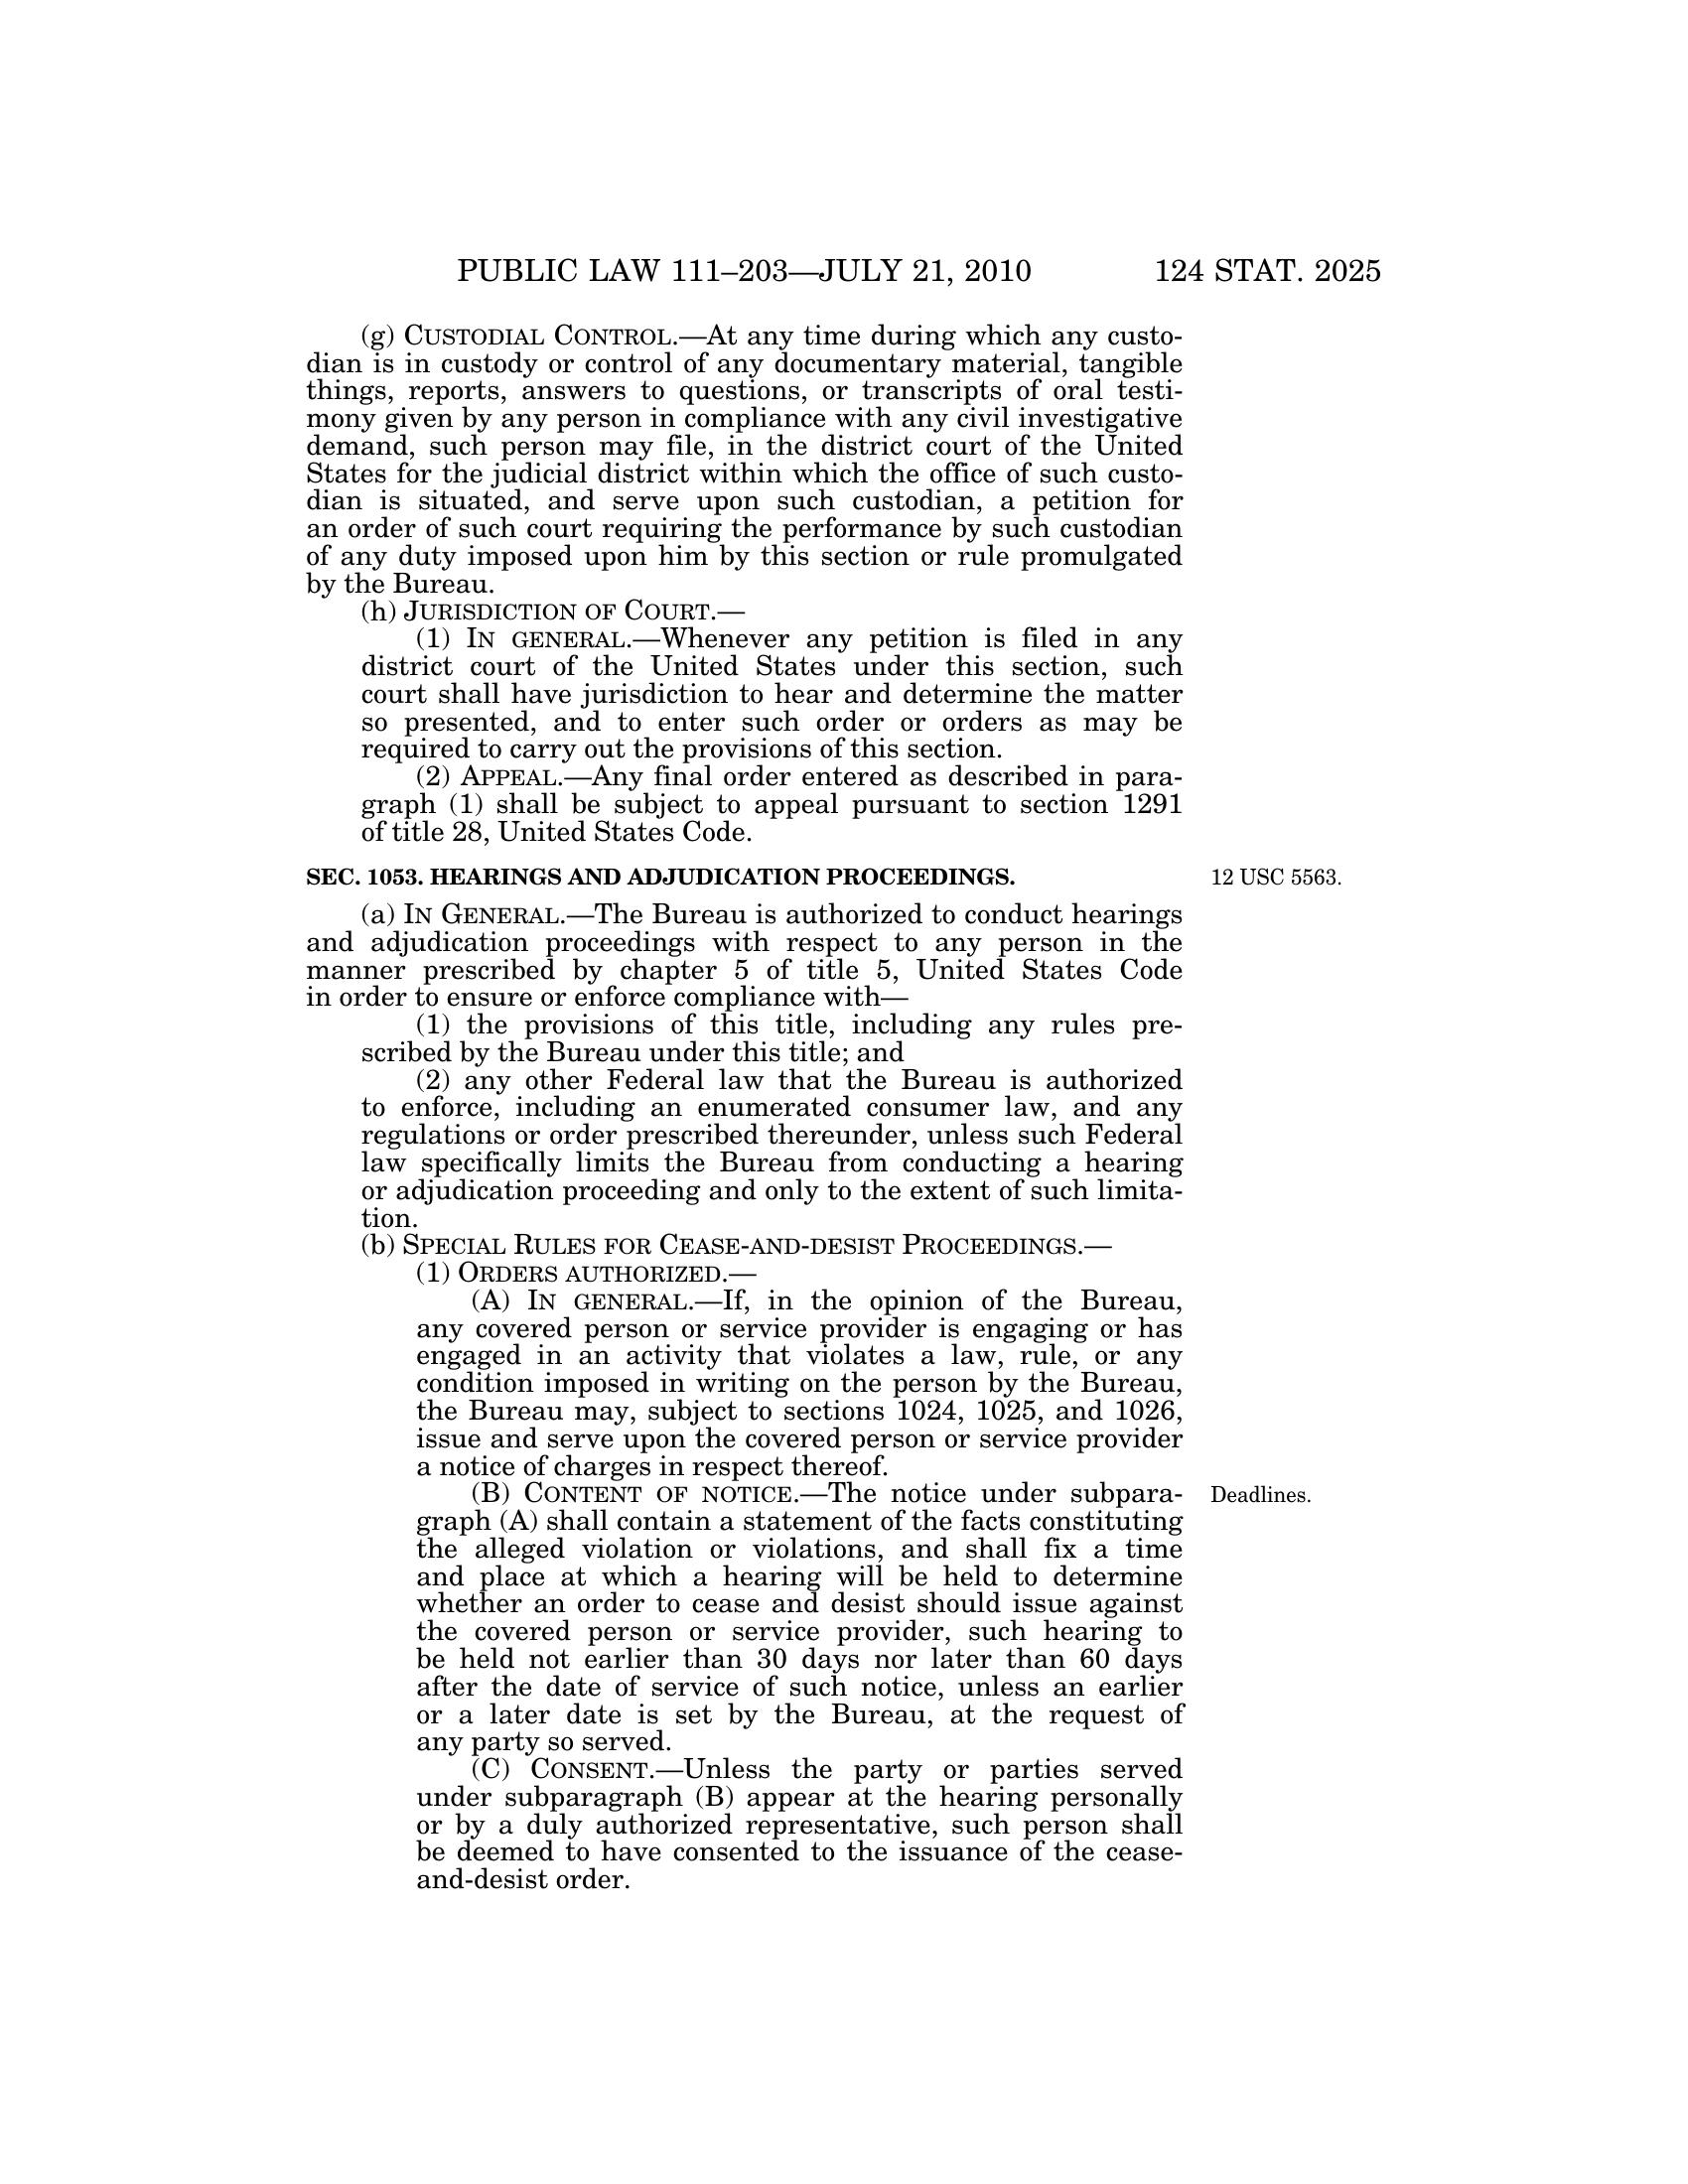 PUBLIC LAW 111–203—JULY 21, 2010 124 STAT. 2025
(g) CUSTODIAL CONTROL.—At any time during which any custo-
dian is in custody or control of any documentary material, tangible
things, reports, answers to questions, or transcripts of oral testi-
mony given by any person in compliance with any civil investigative
demand, such person may file, in the district court of the United
States for the judicial district within which the office of such custo-
dian is situated, and serve upon such custodian, a petition for
an order of such court requiring the performance by such custodian
of any duty imposed upon him by this section or rule promulgated
by the Bureau.
(h) JURISDICTION OF COURT.—
(1) IN GENERAL.—Whenever any petition is filed in any
district court of the United States under this section, such
court shall have jurisdiction to hear and determine the matter
so presented, and to enter such order or orders as may be
required to carry out the provisions of this section.
(2) APPEAL.—Any final order entered as described in para-
graph (1) shall be subject to appeal pursuant to section 1291
of title 28, United States Code.
SEC. 1053. HEARINGS AND ADJUDICATION PROCEEDINGS. 12 USC 5563.
(a) IN GENERAL.—The Bureau is authorized to conduct hearings
and adjudication proceedings with respect to any person in the
manner prescribed by chapter 5 of title 5, United States Code
in order to ensure or enforce compliance with—
(1) the provisions of this title, including any rules pre-
scribed by the Bureau under this title; and
(2) any other Federal law that the Bureau is authorized
to enforce, including an enumerated consumer law, and any
regulations or order prescribed thereunder, unless such Federal
law specifically limits the Bureau from conducting a hearing
or adjudication proceeding and only to the extent of such limita-
tion.
(b) SPECIAL RULES FOR CEASE-AND-DESIST PROCEEDINGS.—
(1) ORDERS AUTHORIZED.—
(A) IN GENERAL.—If, in the opinion of the Bureau,
any covered person or service provider is engaging or has
engaged in an activity that violates a law, rule, or any
condition imposed in writing on the person by the Bureau,
the Bureau may, subject to sections 1024, 1025, and 1026,
issue and serve upon the covered person or service provider
a notice of charges in respect thereof.
(B) CONTENT OF NOTICE.—The notice under subpara- Deadlines.
graph (A) shall contain a statement of the facts constituting
the alleged violation or violations, and shall fix a time
and place at which a hearing will be held to determine
whether an order to cease and desist should issue against
the covered person or service provider, such hearing to
be held not earlier than 30 days nor later than 60 days
after the date of service of such notice, unless an earlier
or a later date is set by the Bureau, at the request of
any party so served.
(C) CONSENT.—Unless the party or parties served
under subparagraph (B) appear at the hearing personally
or by a duly authorized representative, such person shall
be deemed to have consented to the issuance of the cease-
and-desist order.